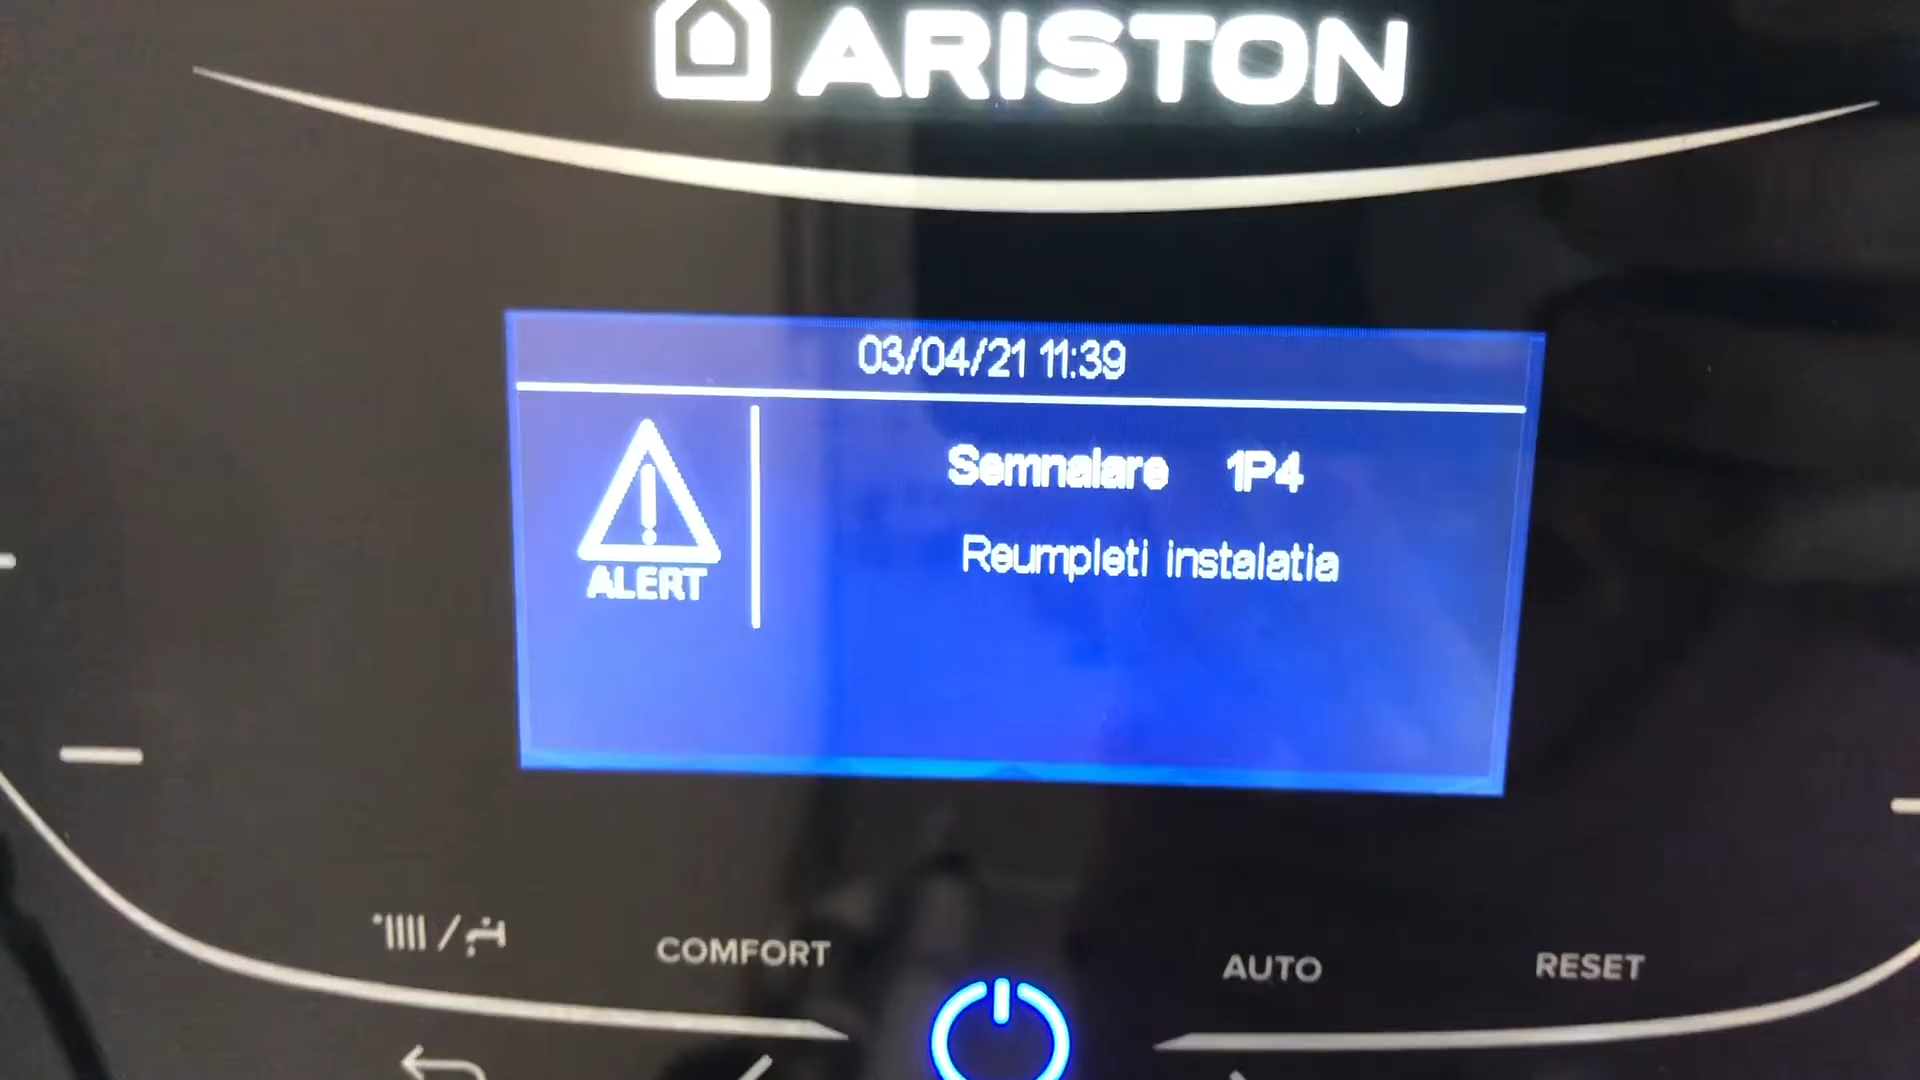 ARISTON
03/04/21 11:39
Semnalare 1P4
Reumpleti instalatia
ALERT
COMFORT
AUTO
RESET